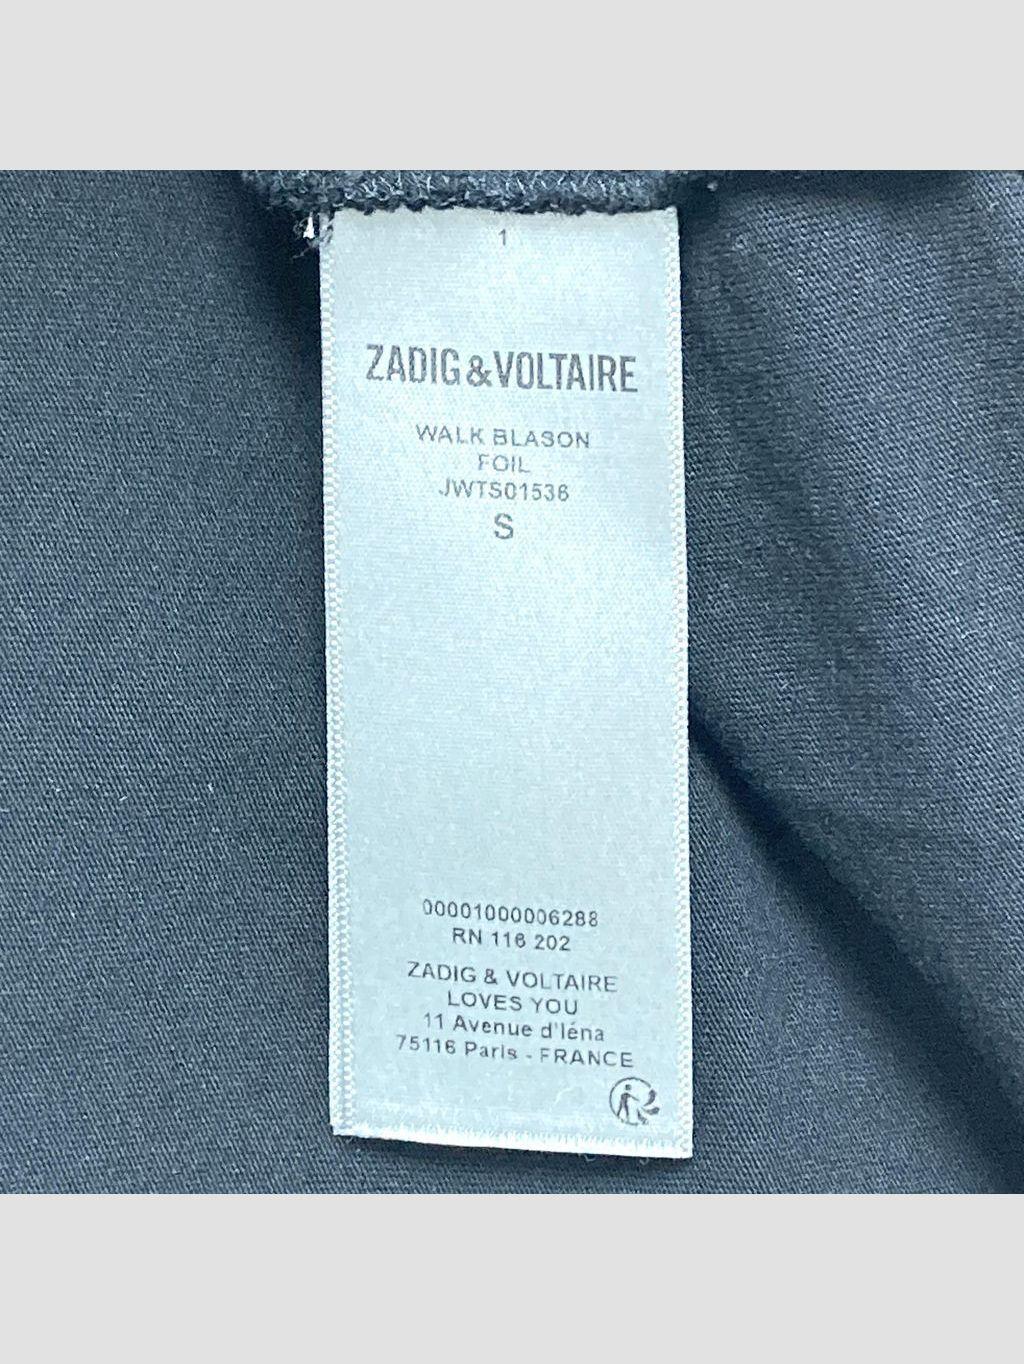 1
ZADIG & VOLTAIRE
WALK BLASON
FOIL
JWTS01536
S
00001000006288
RN 116 202
ZADIG & VOLTAIRE
LOVES YOU
11 Avenue d'Iéna
75116 Paris - FRANCE